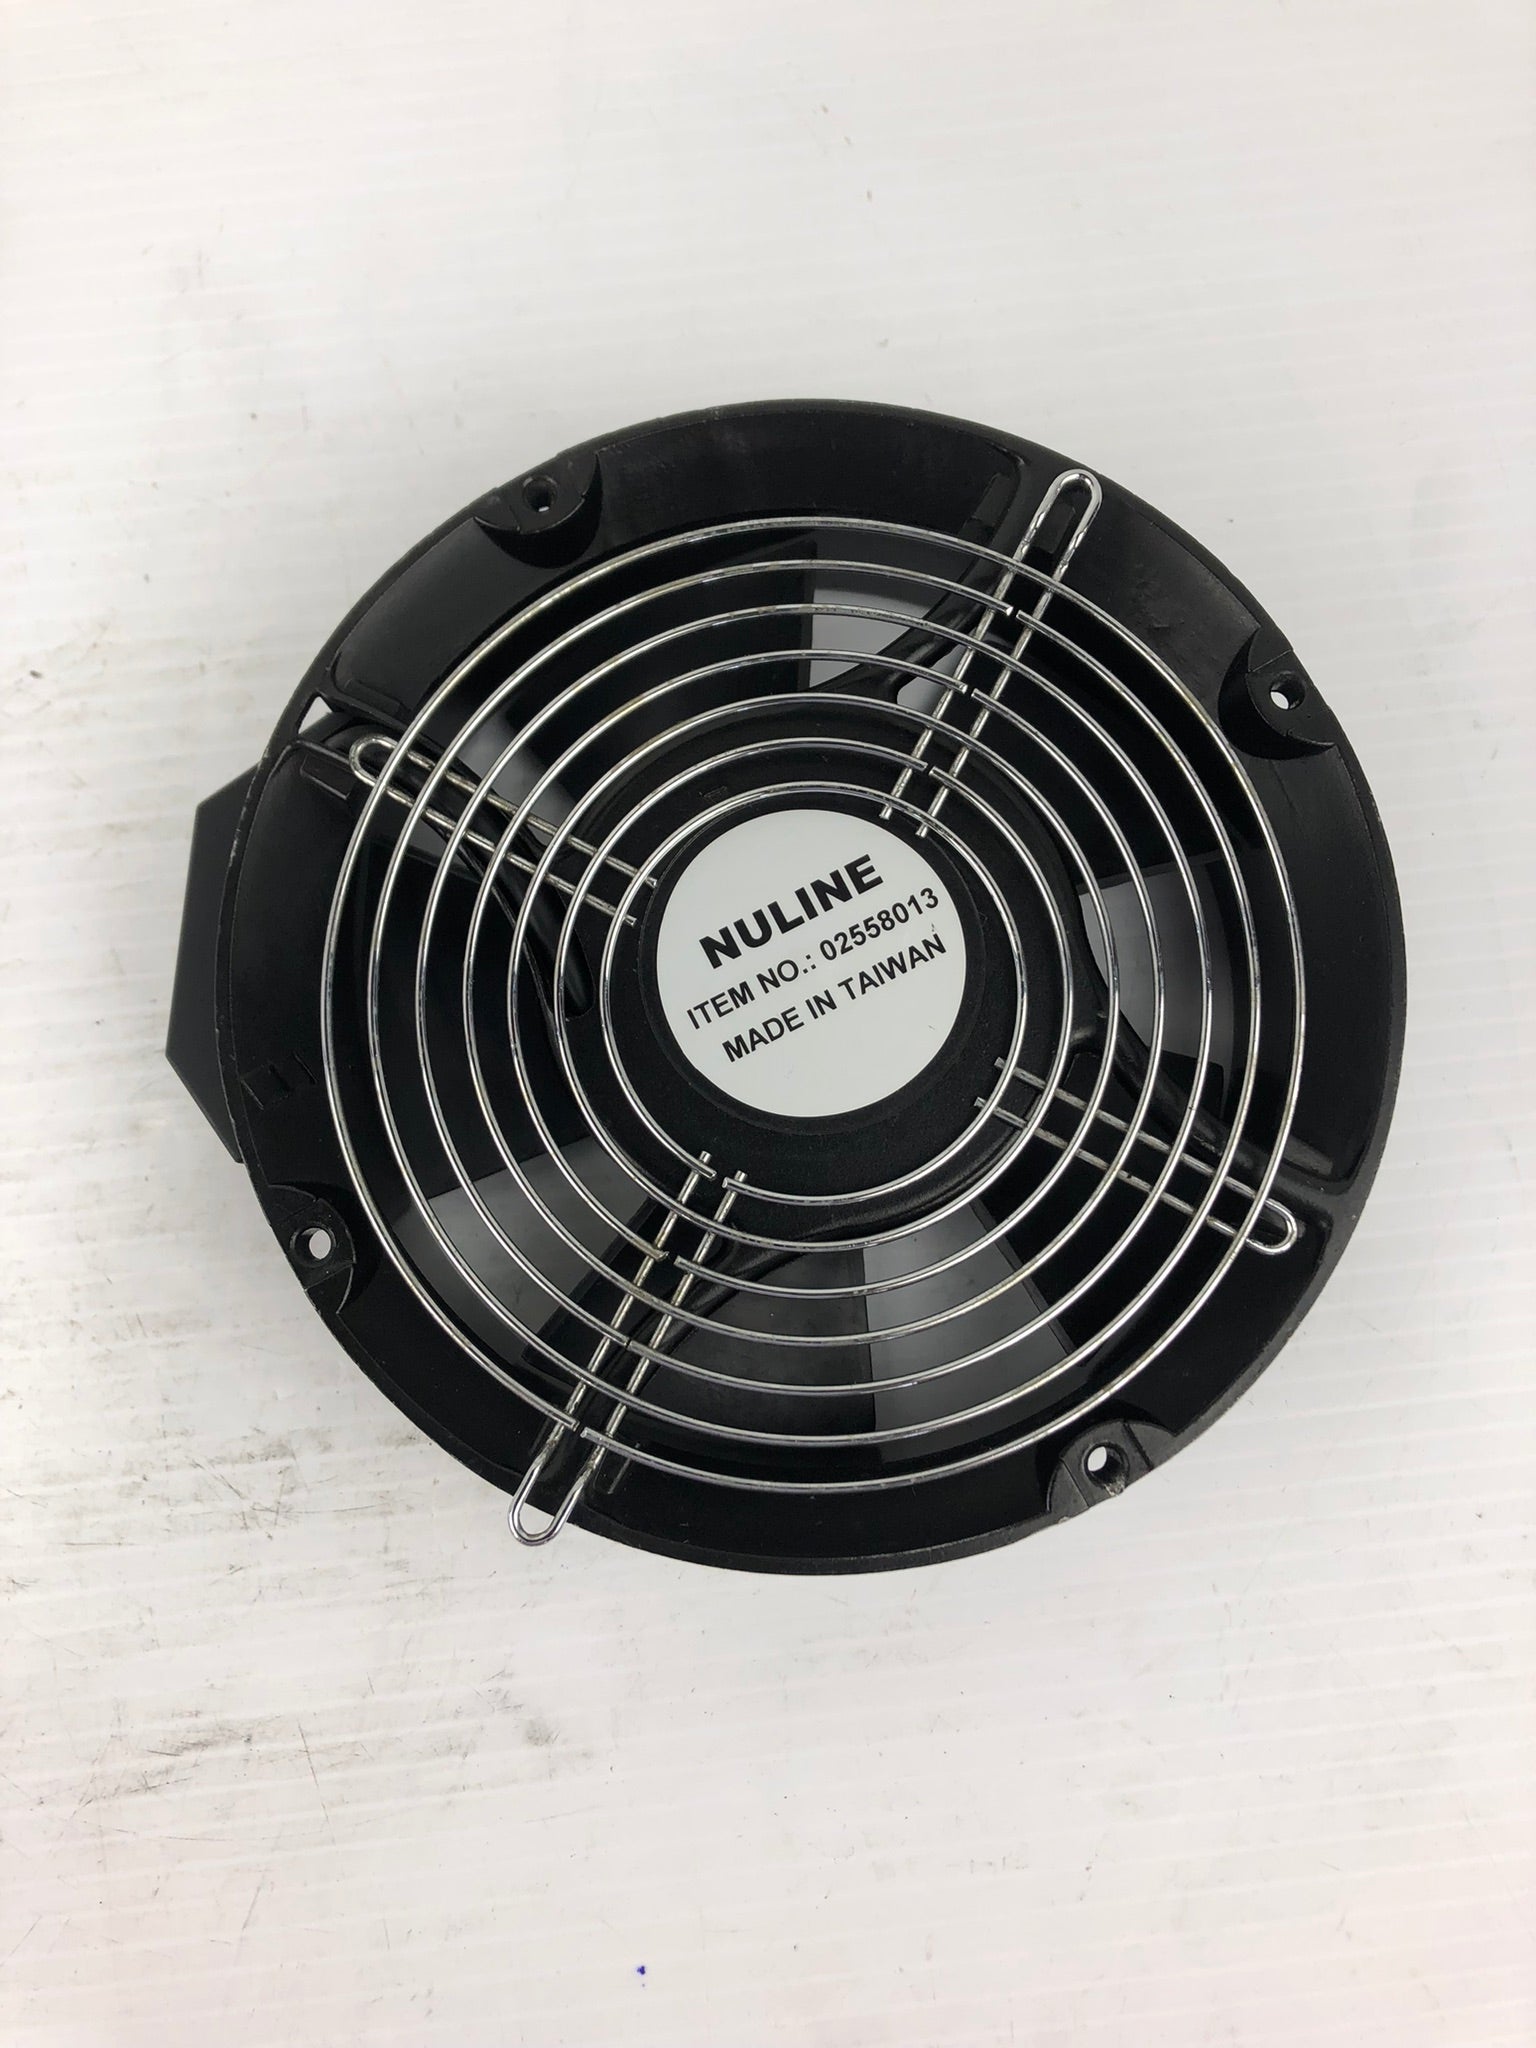 NULINE
ITEM NO.: 02558013
MADE IN TAIWAN